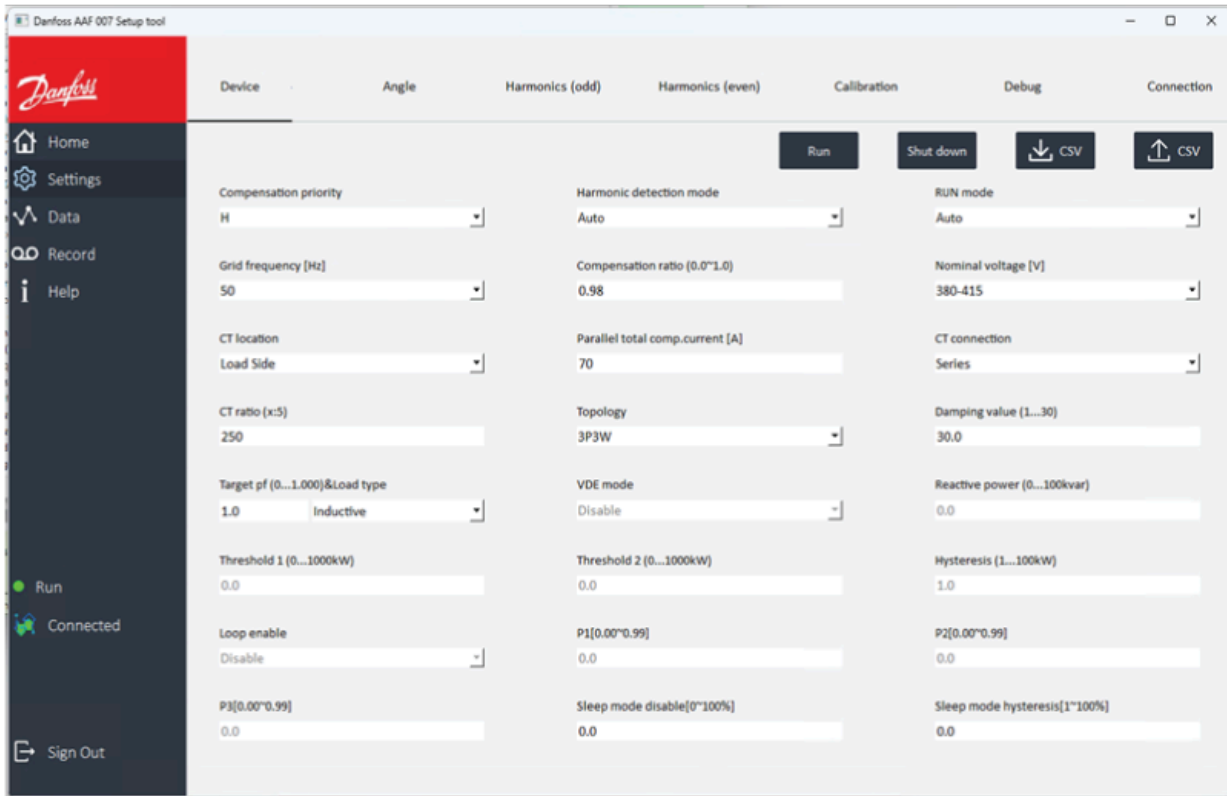 Danfoss AAF 007 Setup tool
Danfoss
Device Angle Harmonics (odd) Harmonics (even) Calibration Debug Connection
Home
Settings
Data
Record
Help
Run
Connected
Sign Out
Run Shut down CSV CSV
Compensation priority Harmonic detection mode RUN mode
H Auto Auto
Grid frequency [Hz] Compensation ratio (0.0~1.0) Nominal voltage [V]
50 0.98 380-415
CT location Parallel total comp.current [A] CT connection
Load Side 70 Series
CT ratio (x:5) Topology Damping value (1...30)
250 3P3W 30.0
Target pf (0...1.000)&Load type VDE mode Reactive power (0...100kvar)
1.0 Inductive Disable 0.0
Threshold 1 (0...1000kW) Threshold 2 (0...1000kW) Hysteresis (1...100kW)
0.0 0.0 1.0
Loop enable P1[0.00~0.99] P2[0.00~0.99]
Disable 0.0 0.0
P3[0.00~0.99] Sleep mode disable[0~100%] Sleep mode hysteresis[1~100%]
0.0 0.0 0.0